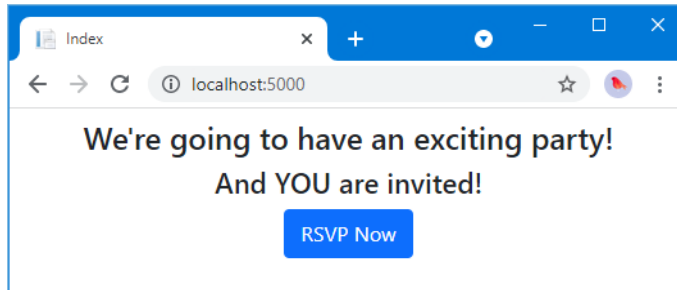 Index
localhost:5000
We're going to have an exciting party!
And YOU are invited!
RSVP Now